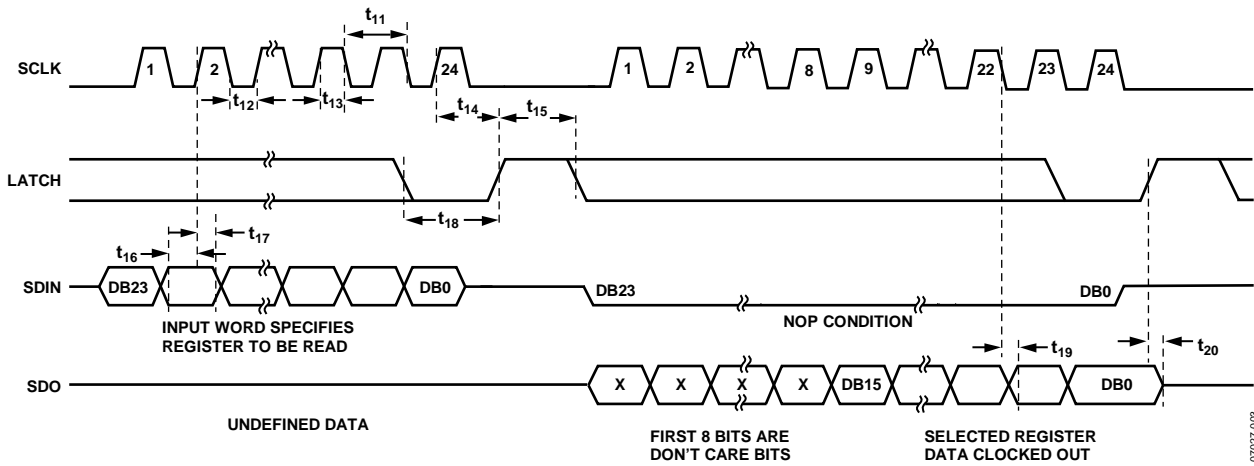 t11
SCLK
1
2
24
1
2
8
9
22
23
24
t12
t13
t14
t15
LATCH
t18
t16
t17
SDIN
DB23
DB0
DB23
DB0
NOP CONDITION
INPUT WORD SPECIFIES
REGISTER TO BE READ
t19
t20
SDO
X
X
X
X
DB15
DB0
UNDEFINED DATA
FIRST 8 BITS ARE
DON'T CARE BITS
SELECTED REGISTER
DATA CLOCKED OUT
07027-003